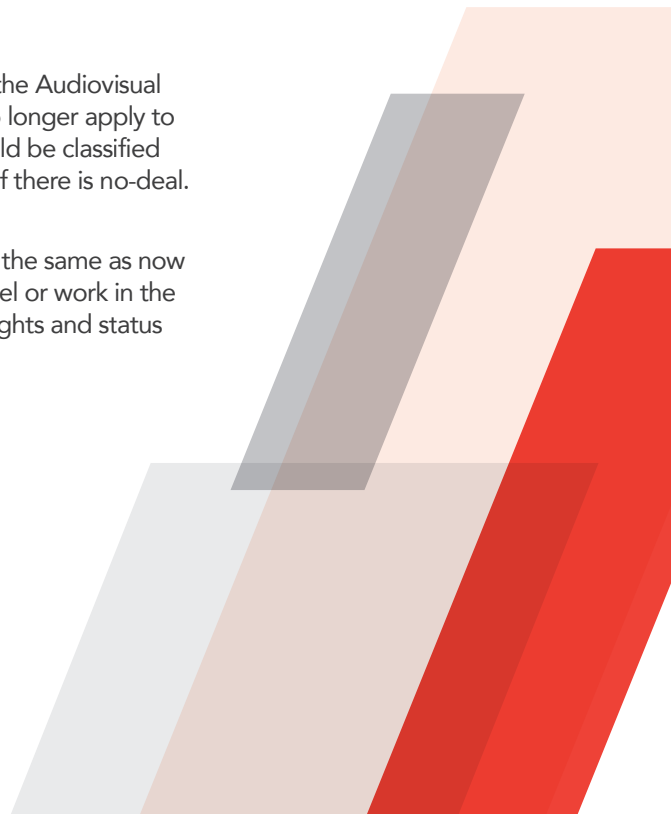 the Audiovisual
longer apply to
ld be classified
f there is no-deal.
the same as now
el or work in the
ghts and status